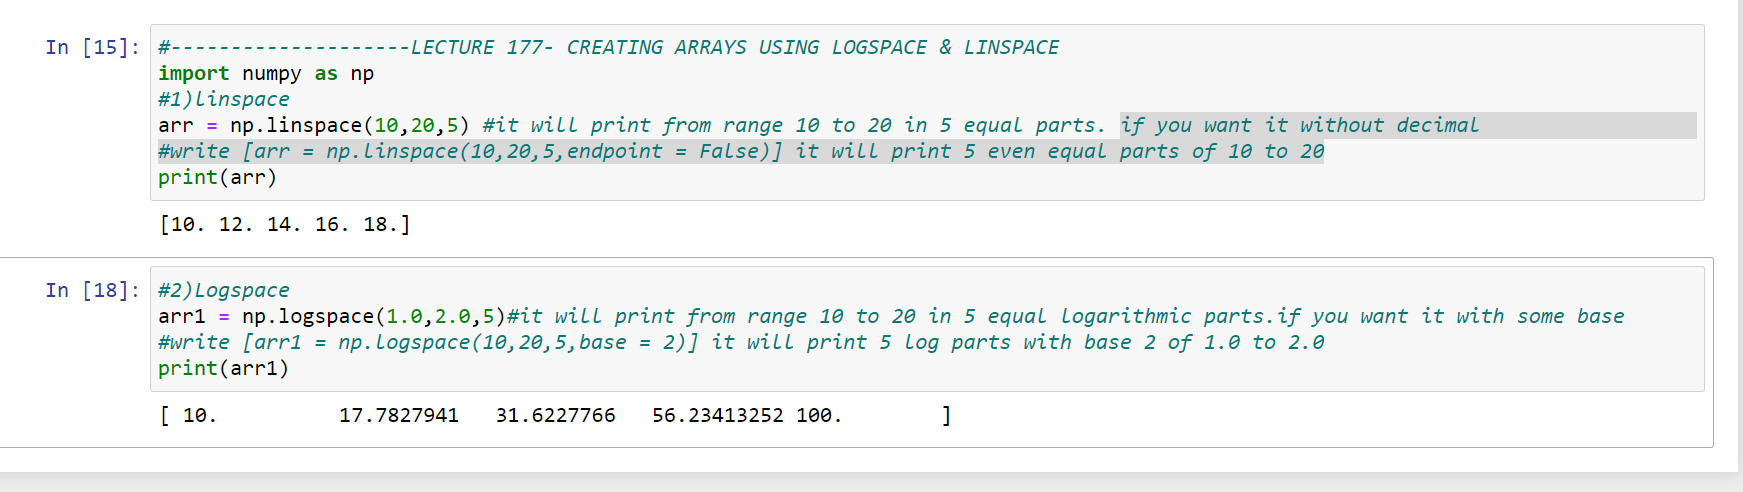 In [15]: #--------------------LECTURE 177- CREATING ARRAYS USING LOGSPACE & LINSPACE
import numpy as np
#1)linspace
arr = np.linspace(10,20,5) #it will print from range 10 to 20 in 5 equal parts. if you want it without decimal
#write [arr = np.linspace(10,20,5,endpoint = False)] it will print 5 even equal parts of 10 to 20
print(arr)
[10. 12. 14. 16. 18.]
In [18]: #2)Logspace
arr1 = np.logspace(1.0,2.0,5)#it will print from range 10 to 20 in 5 equal logarithmic parts.if you want it with some base
#write [arr1 = np.logspace(10,20,5,base = 2)] it will print 5 log parts with base 2 of 1.0 to 2.0
print(arr1)
[ 10.          17.7827941   31.6227766   56.23413252 100.        ]